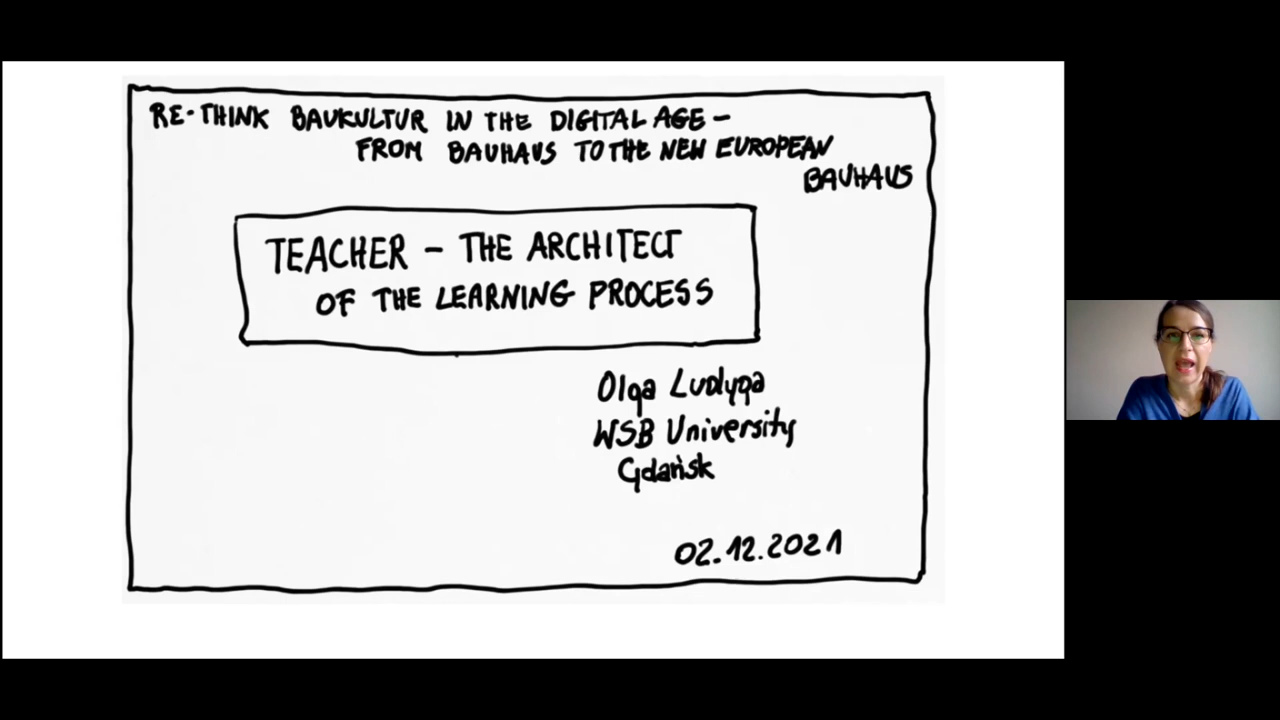 RE-THINK BAUKULTUR IN THE DIGITAL AGE –
FROM BAUHAUS TO THE NEW EUROPEAN
BAUHAUS
TEACHER – THE ARCHITECT
OF THE LEARNING PROCESS
Olga Ludyga
WSB University
Gdańsk
02.12.2021